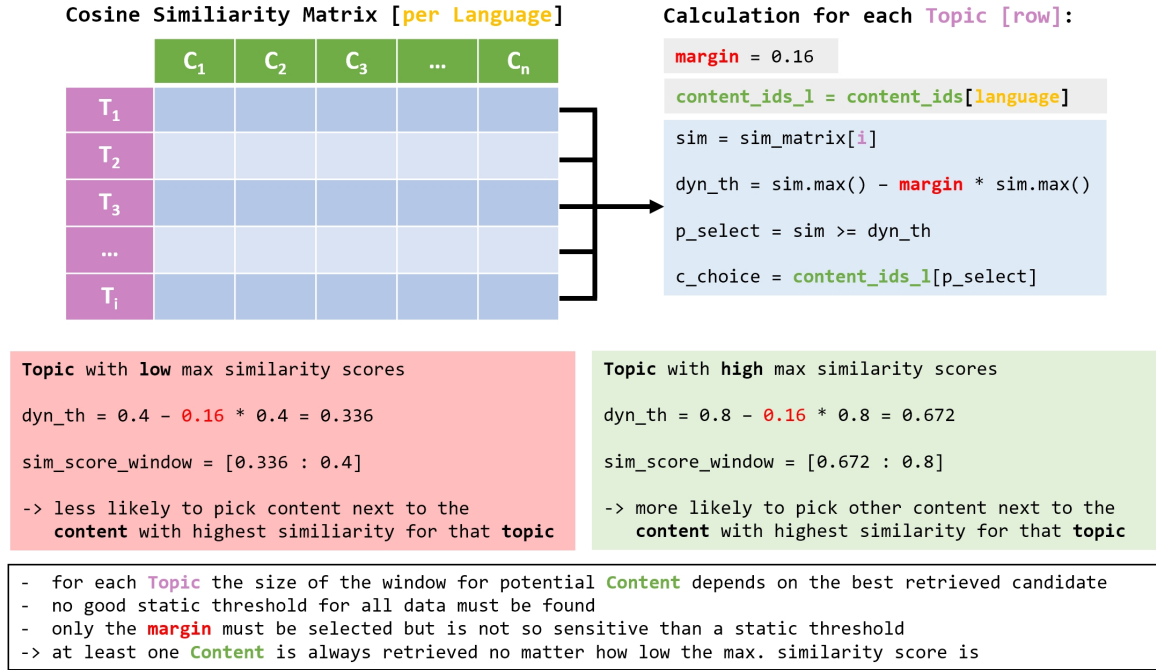 Cosine Similiarity Matrix [per Language]
C1 C2 C3 ... Cn
T1
T2
T3
...
Ti
Calculation for each Topic [row]:
margin = 0.16
content_ids_l = content_ids[language]
sim = sim_matrix[i]
dyn_th = sim.max() – margin * sim.max()
p_select = sim >= dyn_th
c_choice = content_ids_l[p_select]
Topic with low max similarity scores
dyn_th = 0.4 – 0.16 * 0.4 = 0.336
sim_score_window = [0.336 : 0.4]
-> less likely to pick content next to the
content with highest similiarity for that topic
Topic with high max similarity scores
dyn_th = 0.8 – 0.16 * 0.8 = 0.672
sim_score_window = [0.672 : 0.8]
-> more likely to pick other content next to the
content with highest similarity for that topic
- for each Topic the size of the window for potential Content depends on the best retrieved candidate
- no good static threshold for all data must be found
- only the margin must be selected but is not so sensitive than a static threshold
-> at least one Content is always retrieved no matter how low the max. similarity score is